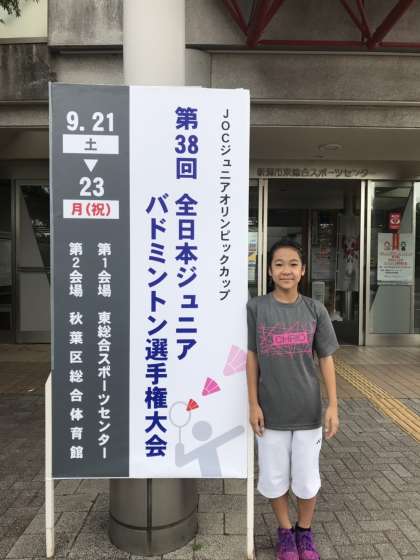 JOCジュニアオリンピックカップ
第38回 全日本ジュニア
バドミントン選手権大会
9.21
土
▼
23
月(祝)
第1会場 東総合スポーツセンター
第2会場 秋葉区総合体育館
新潟市東総合スポーツセンター